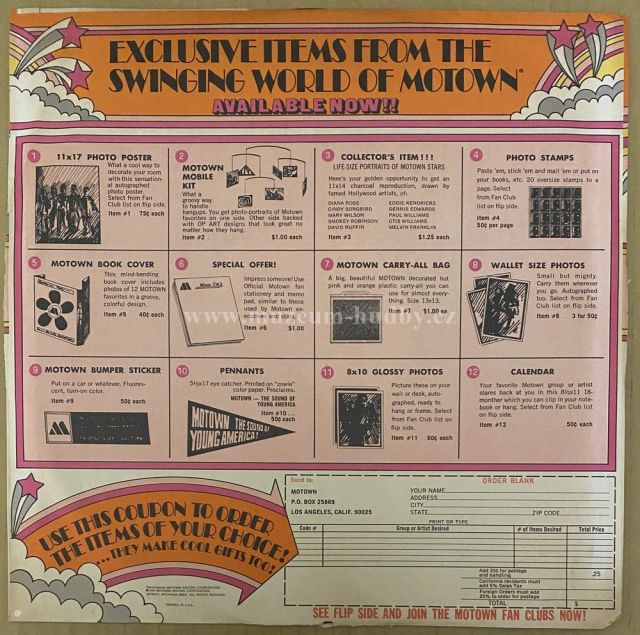 EXCLUSIVE ITEMS FROM THE
SWINGING WORLD OF MOTOWN®
AVAILABLE NOW!!
1
11x17 PHOTO POSTER
What a cool way to
decorate your room
with this sensation-
al autographed
photo poster.
Select from Fan
Club list on flip side.
Item #1 75¢ each
2
MOTOWN
MOBILE
KIT
What a
groovy way
to handle
hangups. You get photo-portraits of Motown
favorites on one side. Other side backed
with OP ART designs that look great no
matter how they hang.
Item #2 $1.00 each
3
COLLECTOR'S ITEM!!!
LIFE-SIZE PORTRAITS OF MOTOWN STARS
Here's your golden opportunity to get an
11x14 charcoal reproduction, drawn by
famed Hollywood artists, of:
DIANA ROSS EDDIE KENDRICKS
CINDY SONGBIRD DENNIS EDWARDS
MARY WILSON PAUL WILLIAMS
SMOKEY ROBINSON OTIS WILLIAMS
DAVID RUFFIN MELVIN FRANKLIN
Item #3 $1.25 each
4
PHOTO STAMPS
Paste 'em, stick 'em and mail 'em or put on
your books, etc. 20 oversize stamps to a
page. Select
from Fan Club
list on flip side.
Item #4
50¢ per page
5
MOTOWN BOOK COVER
This mind-bending
book cover includes
photos of 12 MOTOWN
favorites in a groovy,
colorful design.
Item #5 40¢ each
6
SPECIAL OFFER!
Impress someone! Use
Official Motown fan
stationery and memo
pad, similar to those
used by Motown ex-
ecutives and stars.
Item #6 $1.00
7
MOTOWN CARRY-ALL BAG
A big, beautiful MOTOWN decorated hot
pink and orange plastic carry-all you can
use for almost every-
thing. Size 13x13.
Item #7 $1.00 ea.
8
WALLET SIZE PHOTOS
Small but mighty.
Carry them wherever
you go. Autographed
too. Select from Fan
Club list on flip side.
Item #8 3 for 50¢
www.museum-hudby.cz
9
MOTOWN BUMPER STICKER
Put on a car or whatever. Fluores-
cent, turn-on color.
Item #9 50¢ each
10
PENNANTS
5½x17 eye catcher. Printed on "zowie"
color paper. Proclaims:
MOTOWN — THE SOUND OF
YOUNG AMERICA
Item #10 ...
50¢ each
MOTOWN THE SOUND OF
YOUNG AMERICA!
11
8x10 GLOSSY PHOTOS
Picture these on your
wall or desk, auto-
graphed, ready to
hang or frame. Select
from Fan Club list on
flip side.
Item #11 60¢ each
12
CALENDAR
Your favorite Motown group or artist
stares back at you in this 8½x11 18-
month which you can clip in your note-
book or hang. Select from Fan Club list
on flip side.
Item #12 50¢ each
USE THIS COUPON TO ORDER
THE ITEMS OF YOUR CHOICE!
...THEY MAKE COOL GIFTS TOO!
PRINTED IN U.S.A.
Send to:
ORDER BLANK
MOTOWN
P.O. BOX 25869
LOS ANGELES, CALIF. 90025
YOUR NAME
ADDRESS
CITY
STATE ZIP CODE
PRINT OR TYPE
Code # Group or Artist Desired # of Items Desired Total Price
Add 25¢ for postage
and handling .25
California residents must
add 5% Sales Tax
Foreign Orders must add
25% to order for postage
TOTAL $
SEE FLIP SIDE AND JOIN THE MOTOWN FAN CLUBS NOW!